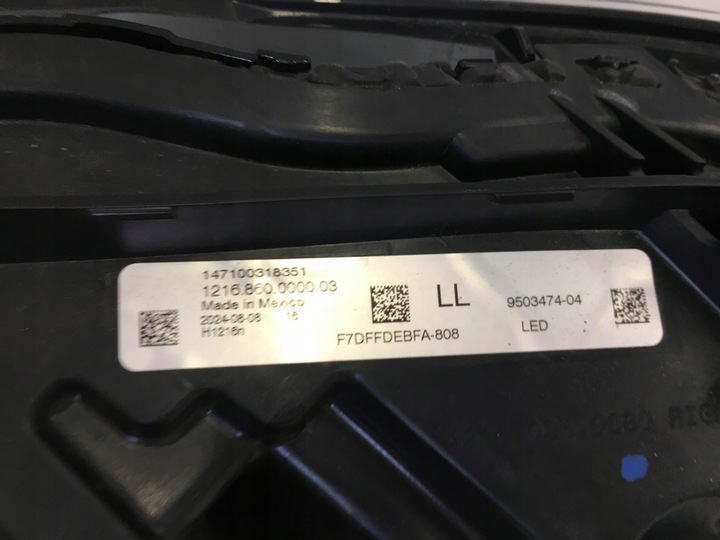 147100318351
1216.860.0000.03
Made in Mexico
2024-08-08 16
H1216n
F7DFFDEBFA-808
LL
9503474-04
LED